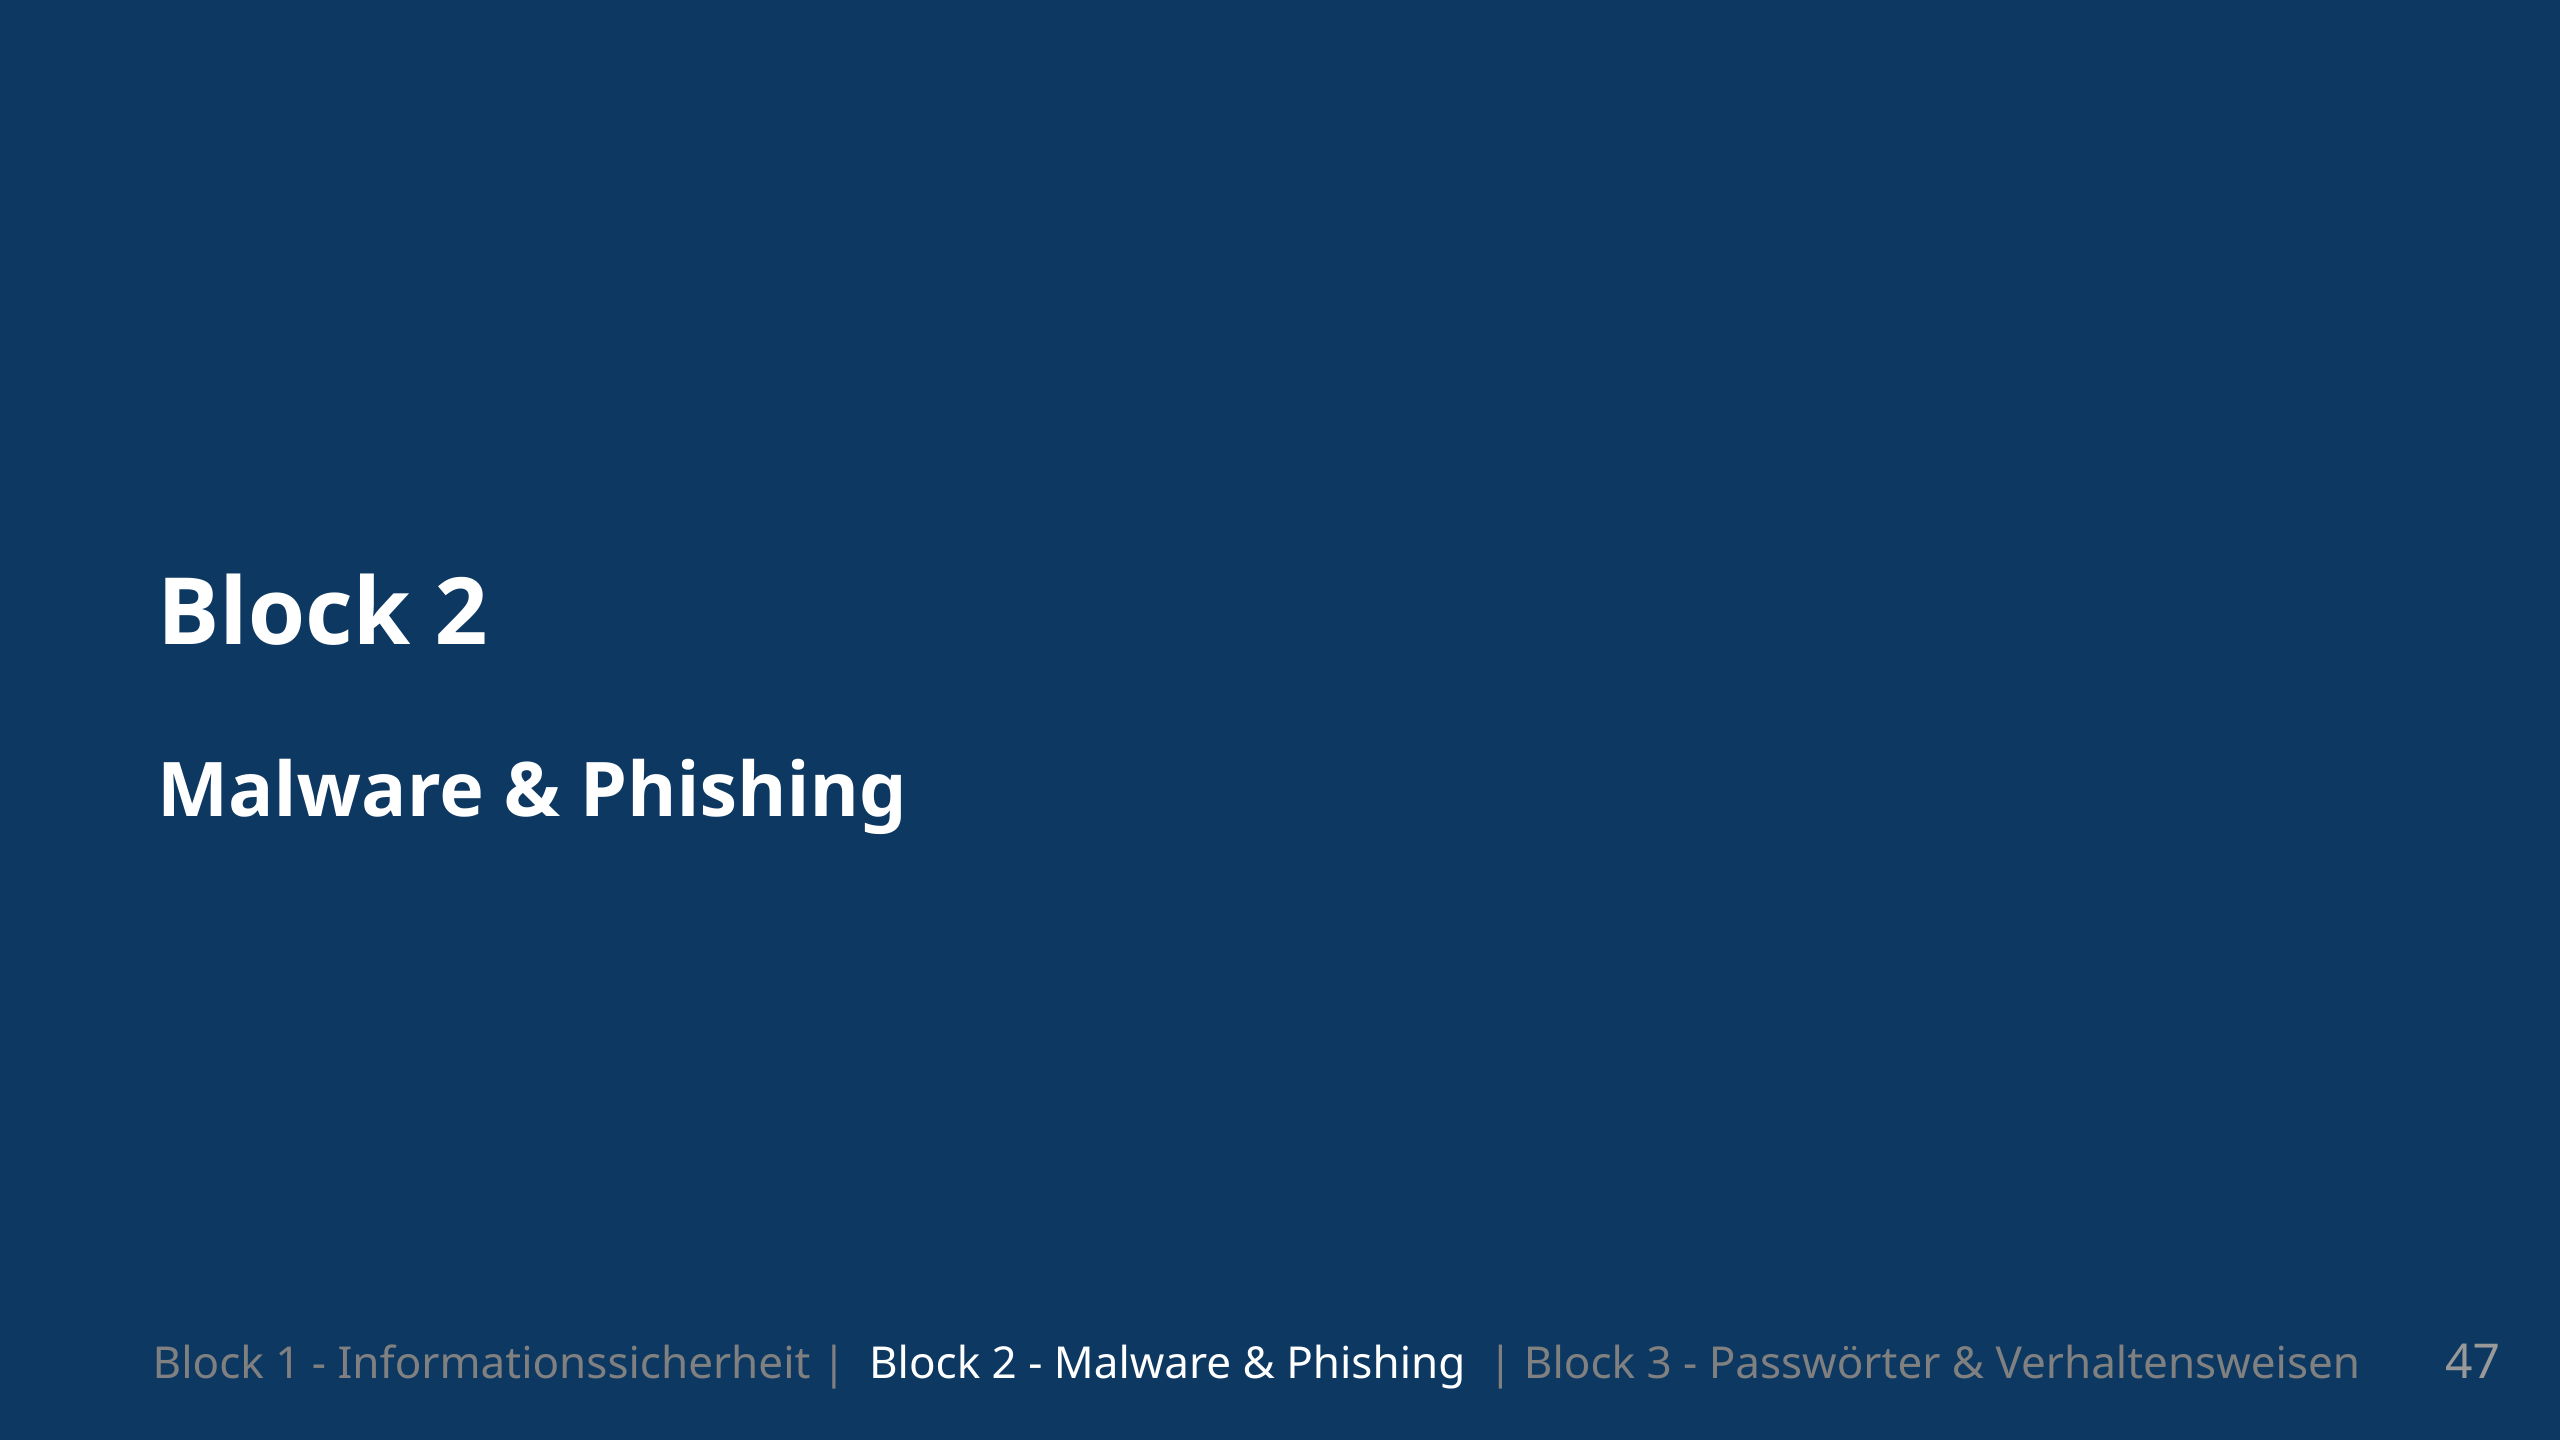 Block 2
Malware & Phishing
Block 1 - Informationssicherheit | Block 2 - Malware & Phishing | Block 3 - Passwörter & Verhaltensweisen 47